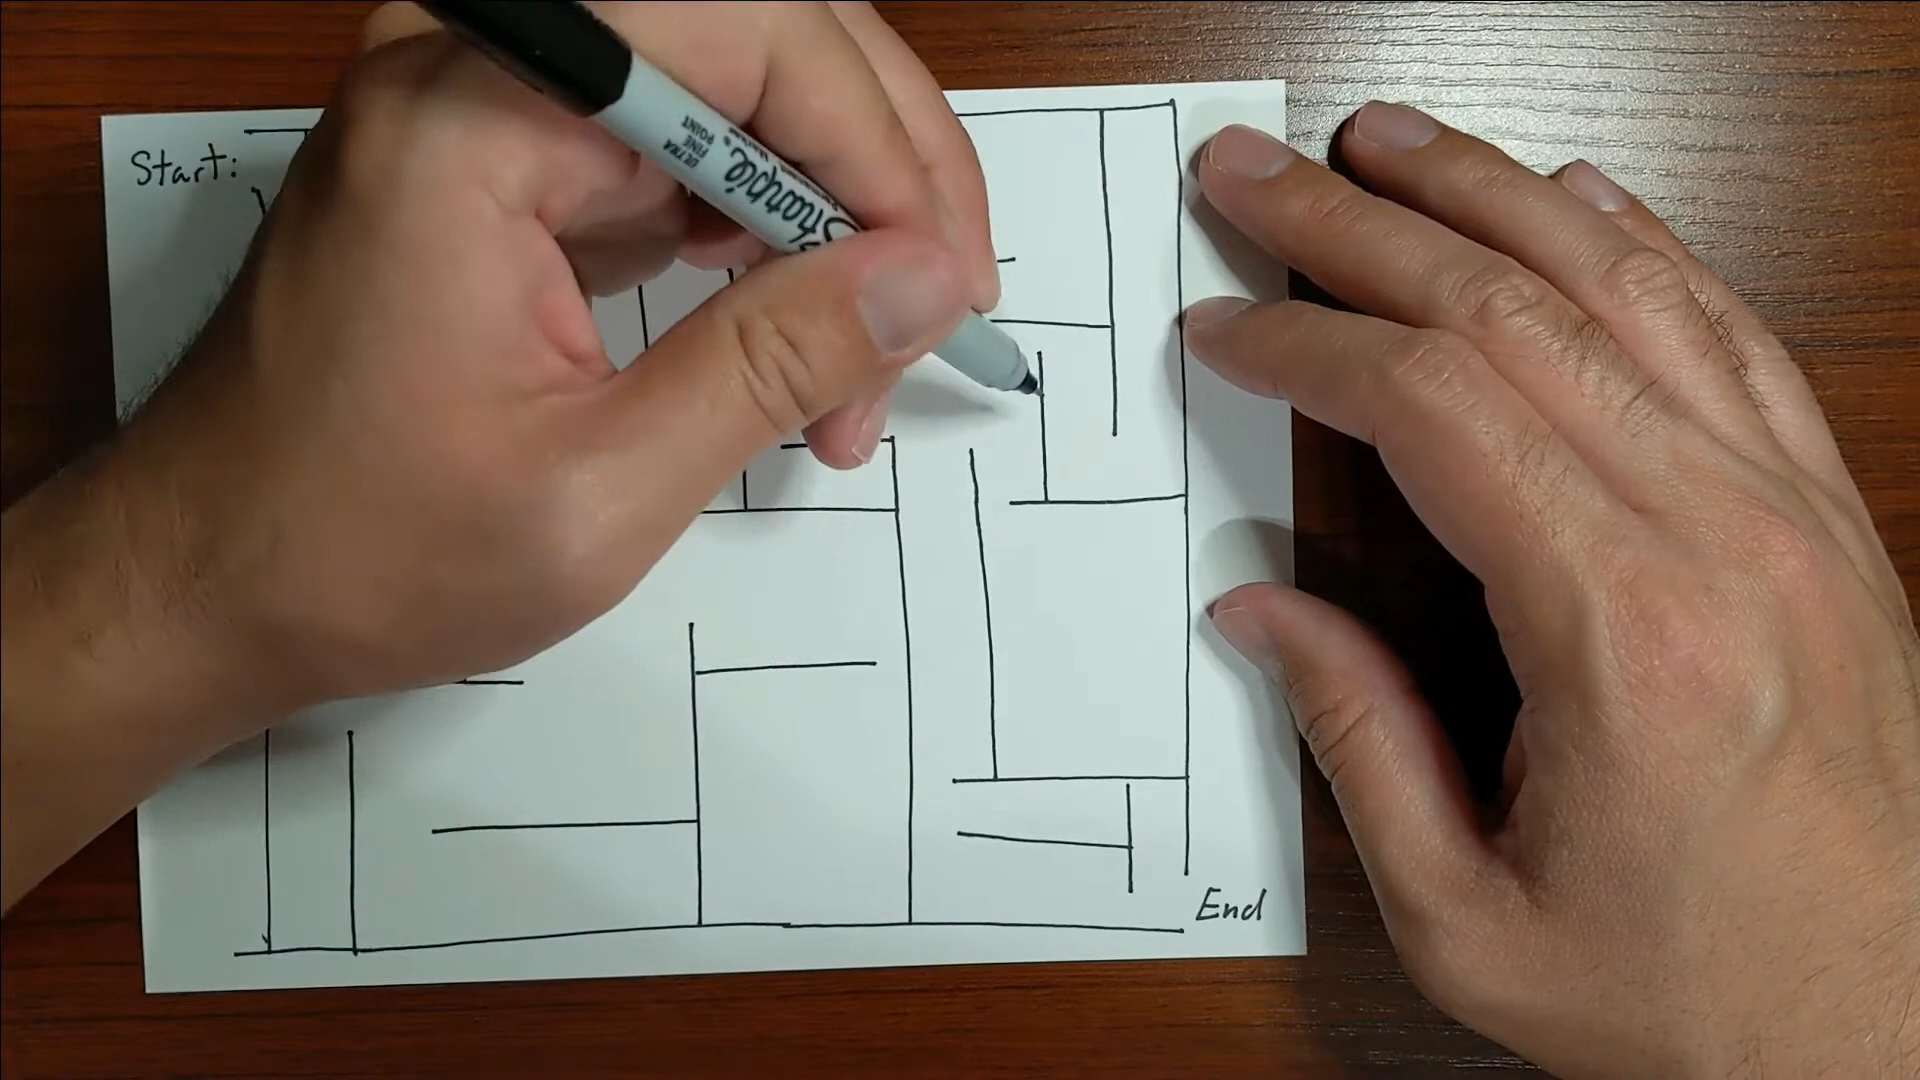 Start:
Sharpie
ULTRA
FINE
POINT
End